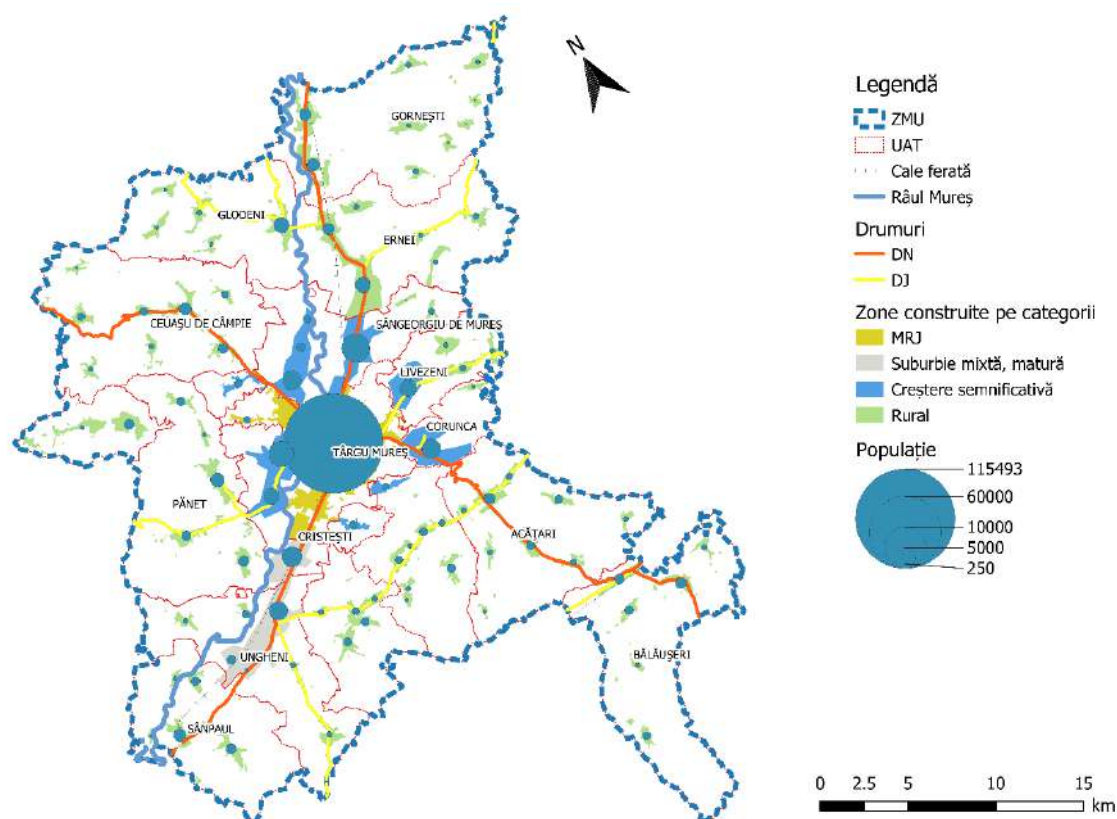 N
GORNEȘTI
GLODENI
ERNEI
CEUAȘU DE CÂMPIE
SÂNGEORGIU DE MUREȘ
LIVEZENI
CORUNCA
TÂRGU MUREȘ
PĂNET
CRISTEȘTI
ACĂȚARI
UNGHENI
BĂLĂUȘERI
SÂNPAUL
Legendă
ZMU
UAT
Cale ferată
Râul Mureș
Drumuri
DN
DJ
Zone construite pe categorii
MRJ
Suburbie mixtă, matură
Creștere semnificativă
Rural
Populație
115493
60000
10000
5000
250
0 2.5 5 10 15
km